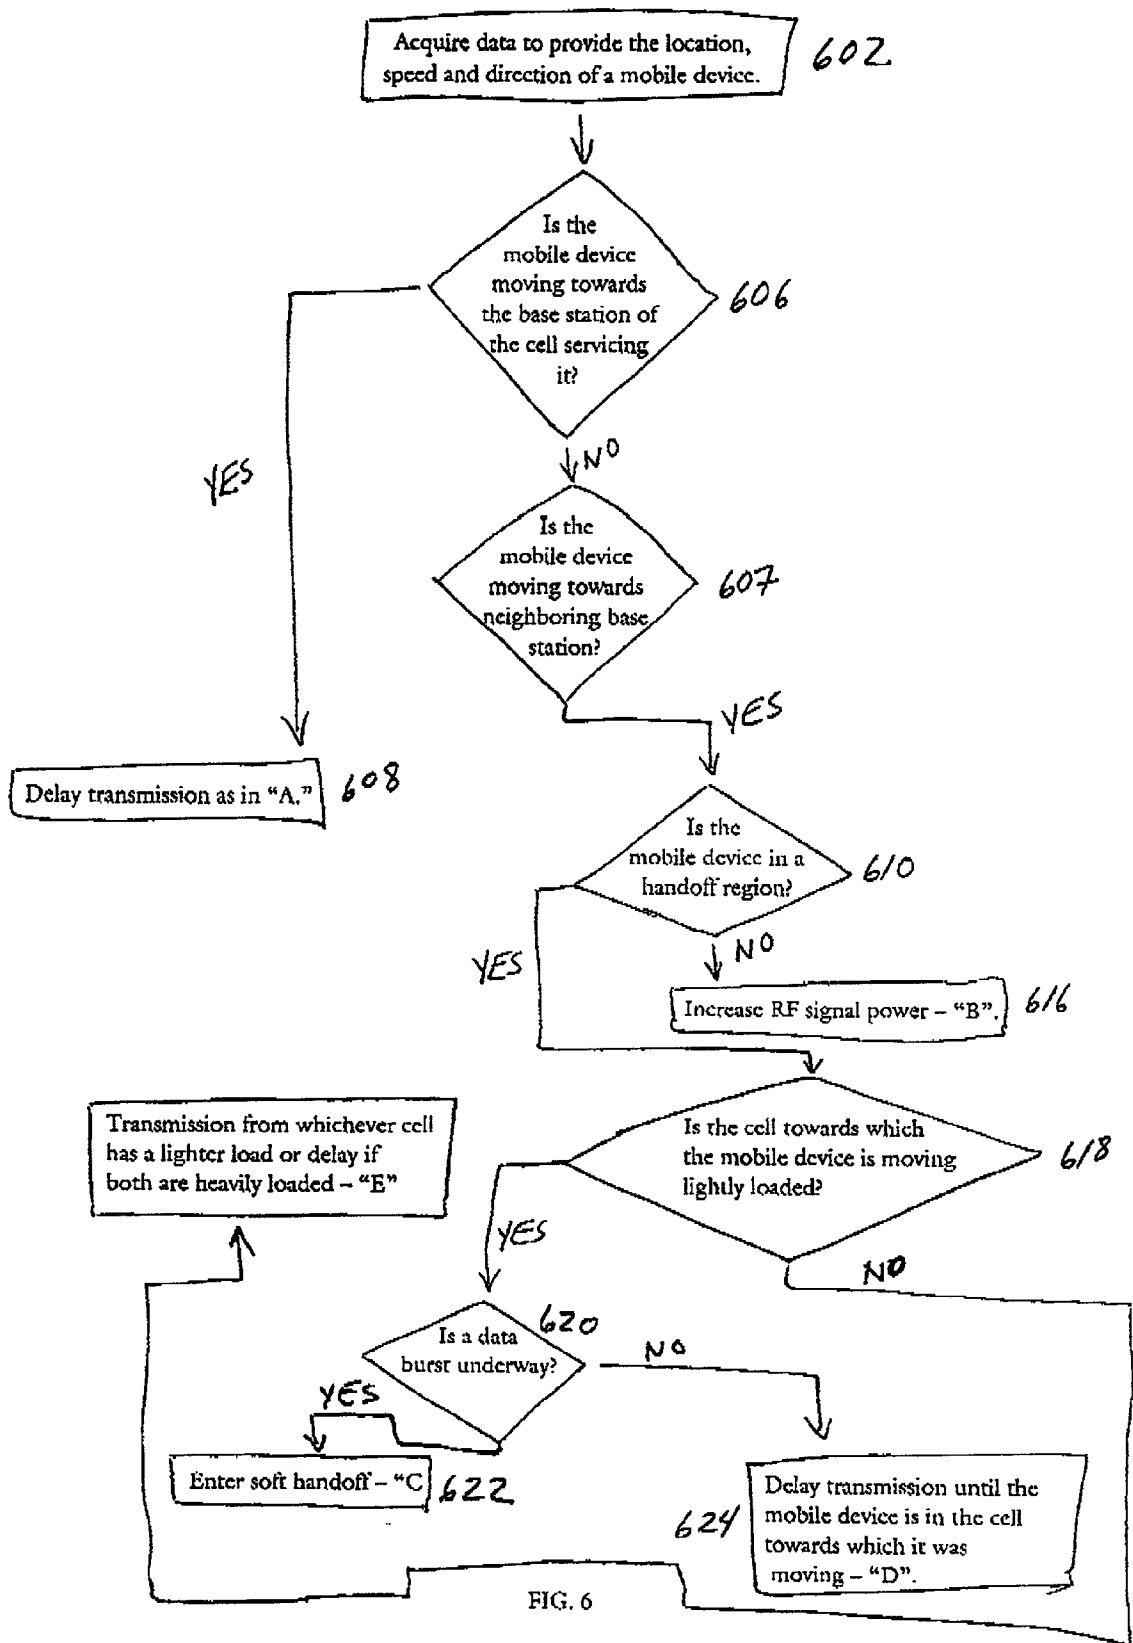 Acquire data to provide the location,
speed and direction of a mobile device.
602
Is the
mobile device
moving towards
the base station of
the cell servicing
it?
606
YES
NO
Is the
mobile device
moving towards
neighboring base
station?
607
YES
Delay transmission as in “A.”
608
Is the
mobile device in a
handoff region?
610
YES
NO
Increase RF signal power – “B”.
616
Transmission from whichever cell
has a lighter load or delay if
both are heavily loaded – “E”
Is the cell towards which
the mobile device is moving
lightly loaded?
618
YES
NO
Is a data
burst underway?
620
NO
YES
Enter soft handoff – “C
622
Delay transmission until the
mobile device is in the cell
towards which it was
moving – “D”.
624
FIG. 6